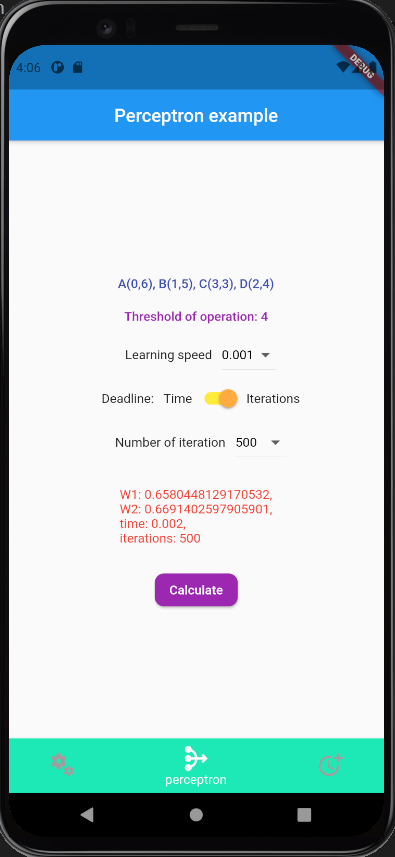 4:06
DEBUG
Perceptron example
A(0,6), B(1,5), C(3,3), D(2,4)
Threshold of operation: 4
Learning speed 0.001
Deadline: Time Iterations
Number of iteration 500
W1: 0.6580448129170532,
W2: 0.6691402597905901,
time: 0.002,
iterations: 500
Calculate
perceptron